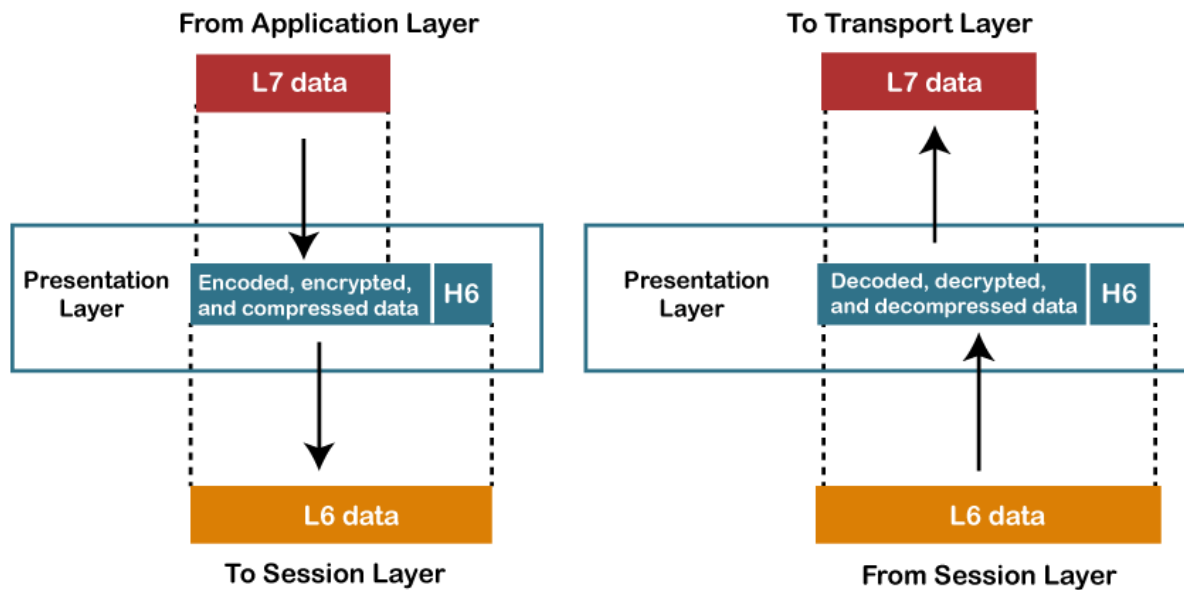 From Application Layer
L7 data
Presentation
Layer
Encoded, encrypted,
and compressed data
H6
L6 data
To Session Layer
To Transport Layer
L7 data
Presentation
Layer
Decoded, decrypted,
and decompressed data
H6
L6 data
From Session Layer